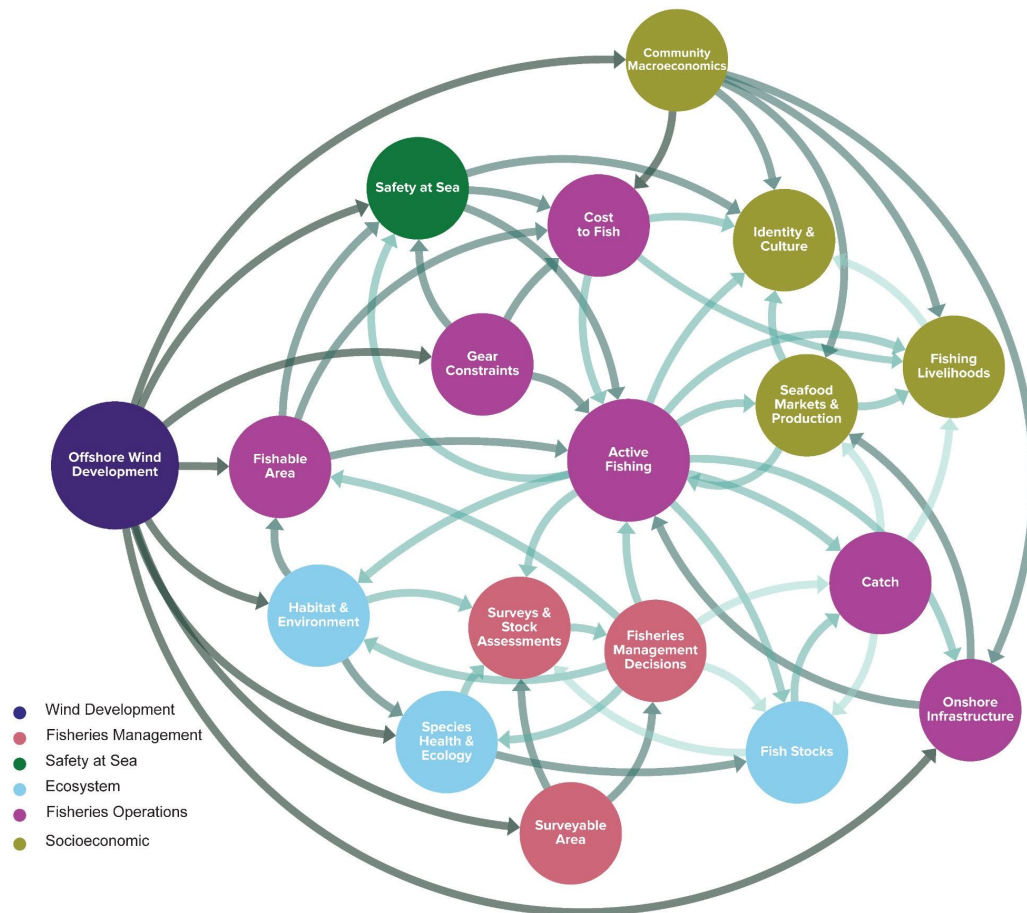 Community
Macroeconomics
Safety at Sea
Cost
to Fish
Identity &
Culture
Gear
Constraints
Fishing
Livelihoods
Seafood
Markets &
Production
Offshore Wind
Development
Fishable
Area
Active
Fishing
Catch
Habitat &
Environment
Surveys &
Stock
Assessments
Fisheries
Management
Decisions
Onshore
Infrastructure
Species
Health &
Ecology
Fish Stocks
Surveyable
Area
Wind Development
Fisheries Management
Safety at Sea
Ecosystem
Fisheries Operations
Socioeconomic